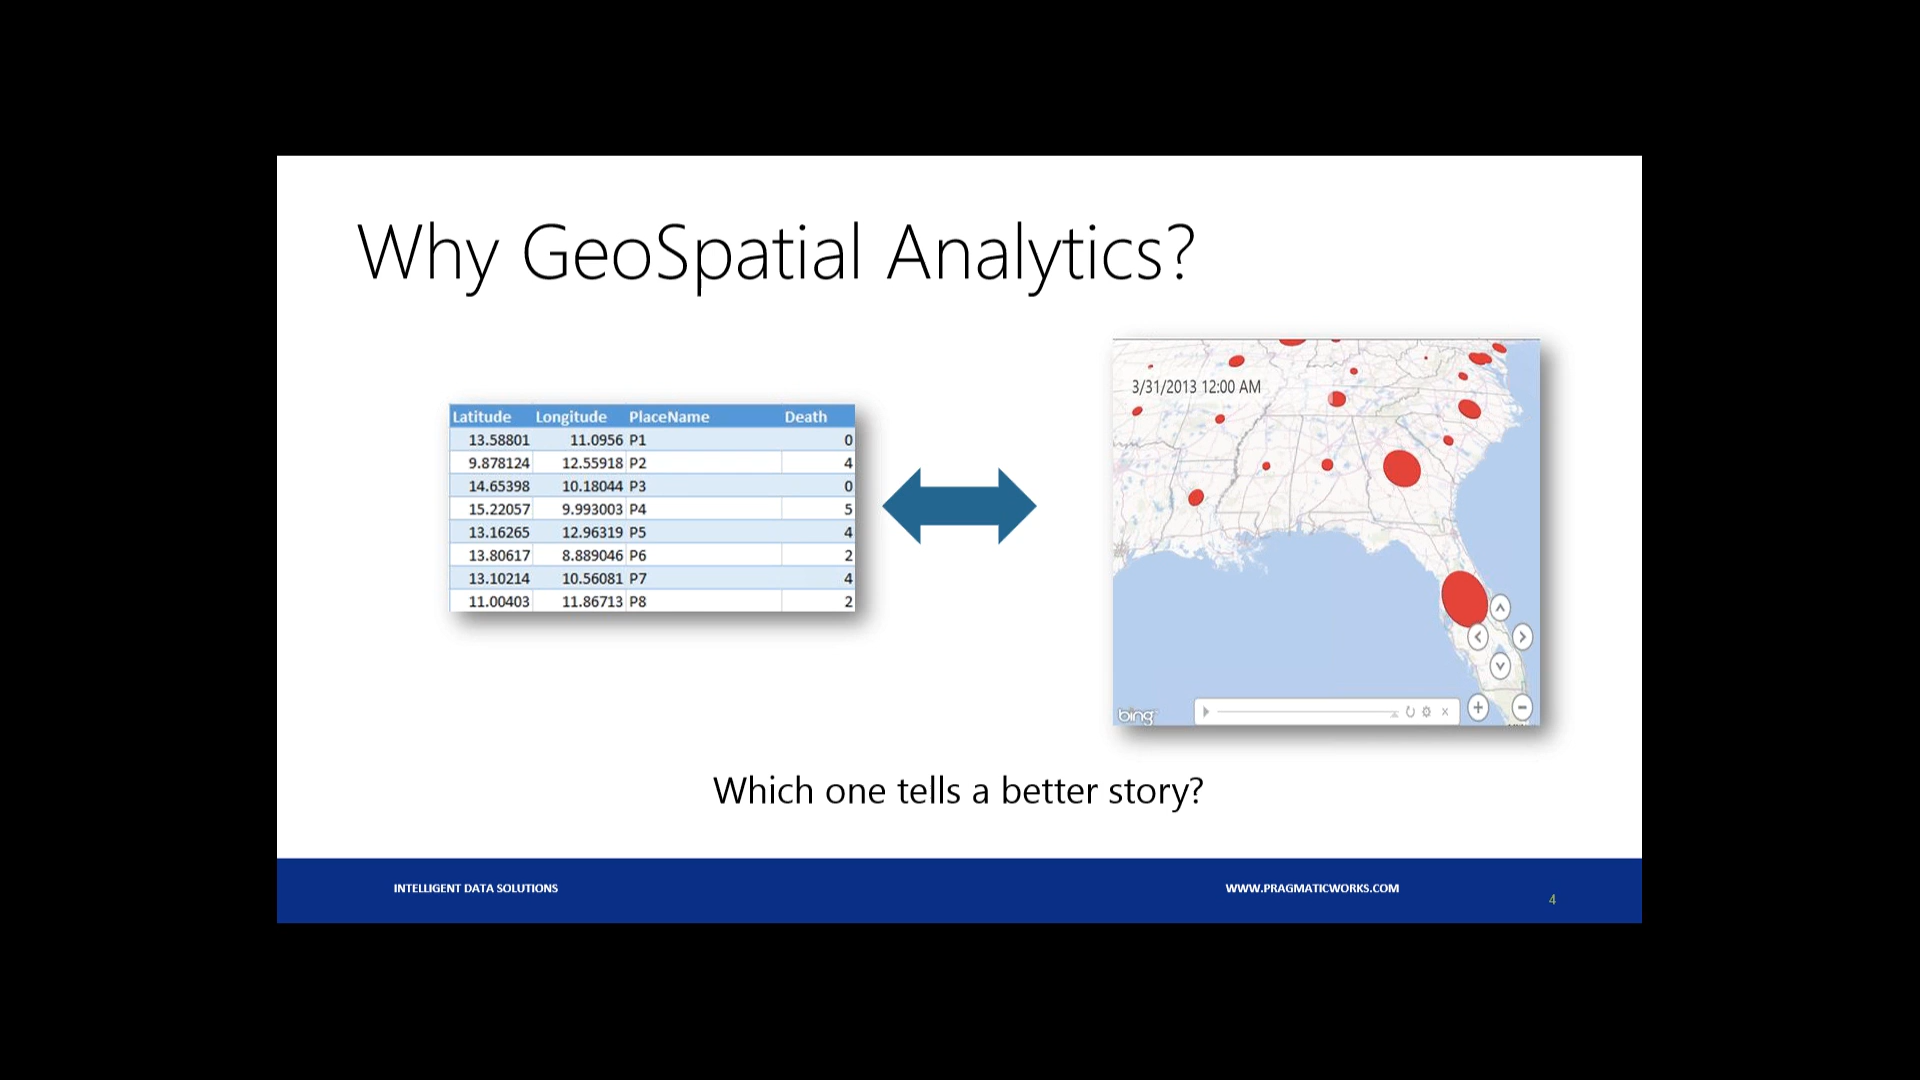 Why GeoSpatial Analytics?
Latitude Longitude PlaceName Death
13.58801 11.0956 P1 0
9.878124 12.55918 P2 4
14.65398 10.18044 P3 0
15.22057 9.993003 P4 5
13.16265 12.96319 P5 4
13.80617 8.889046 P6 2
13.10214 10.56081 P7 4
11.00403 11.86713 P8 2
3/31/2013 12:00 AM
bing
Which one tells a better story?
INTELLIGENT DATA SOLUTIONS
WWW.PRAGMATICWORKS.COM
4